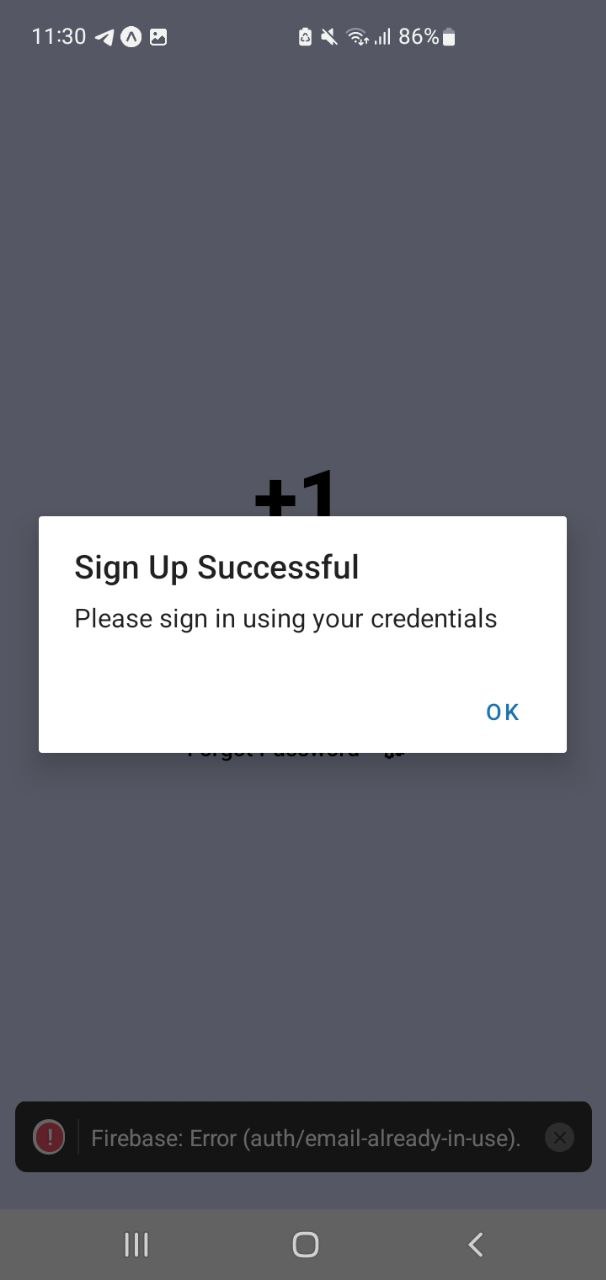 11:30
86%
+1
Sign Up Successful
Please sign in using your credentials
OK
Forgot Password
Firebase: Error (auth/email-already-in-use).